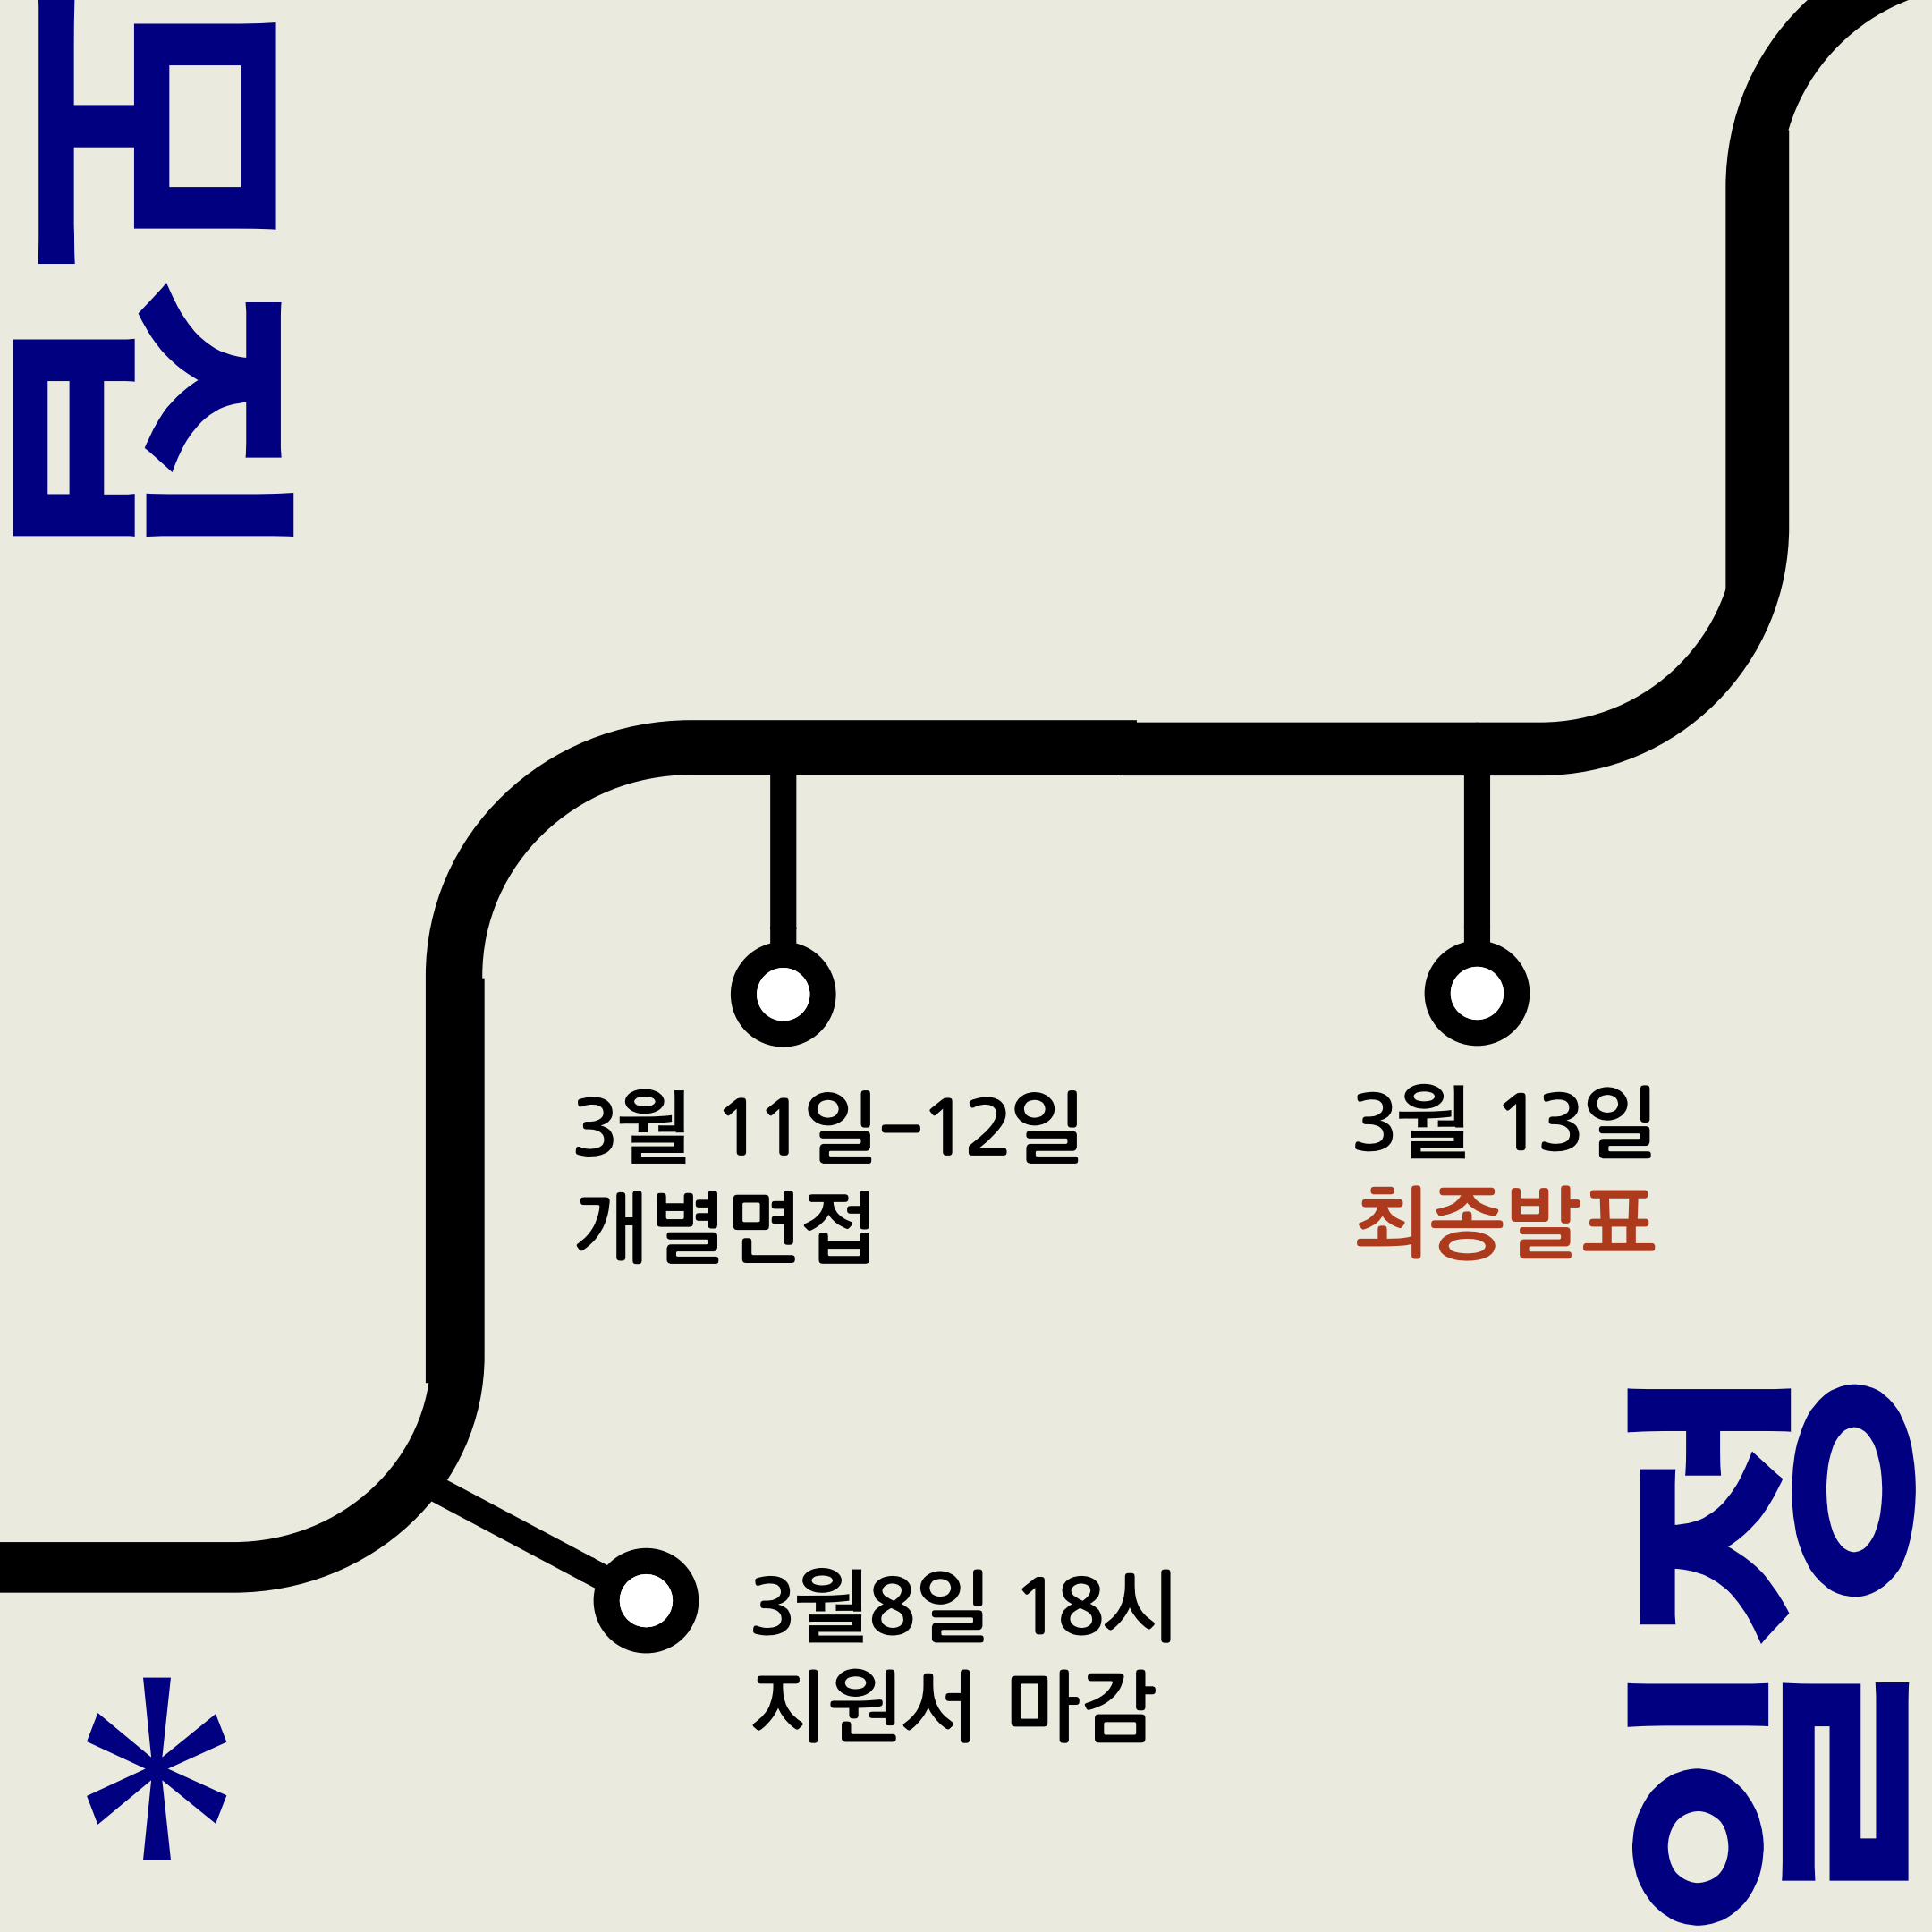 모집
3월 11일-12일
개별면접
3월 13일
최종발표
3월8일 18시
지원서 마감
일정
*